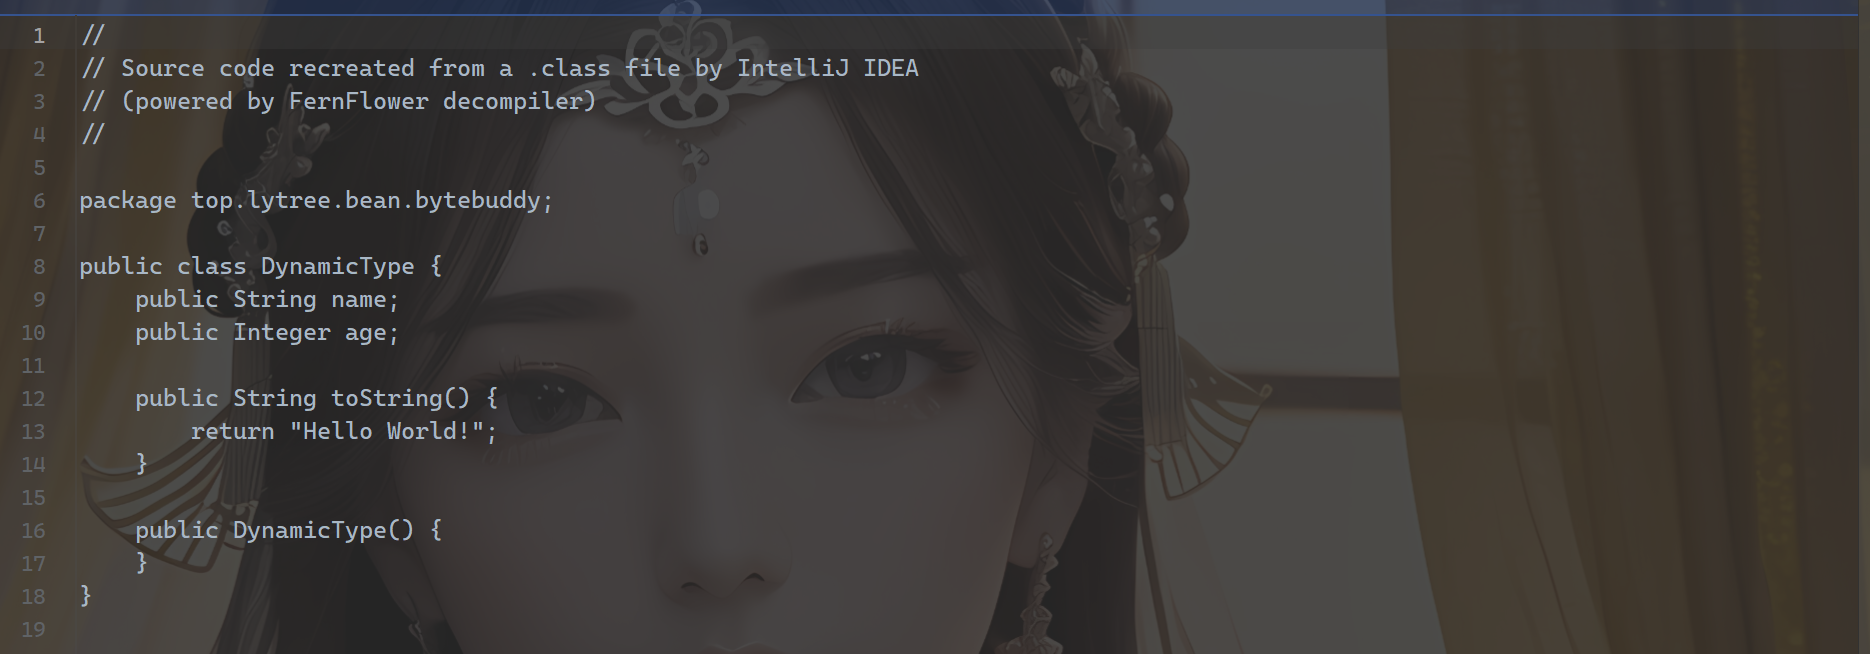 1 //
2 // Source code recreated from a .class file by IntelliJ IDEA
3 // (powered by FernFlower decompiler)
4 //
5
6 package top.lytree.bean.bytebuddy;
7
8 public class DynamicType {
9     public String name;
10     public Integer age;
11
12     public String toString() {
13         return "Hello World!";
14     }
15
16     public DynamicType() {
17     }
18 }
19